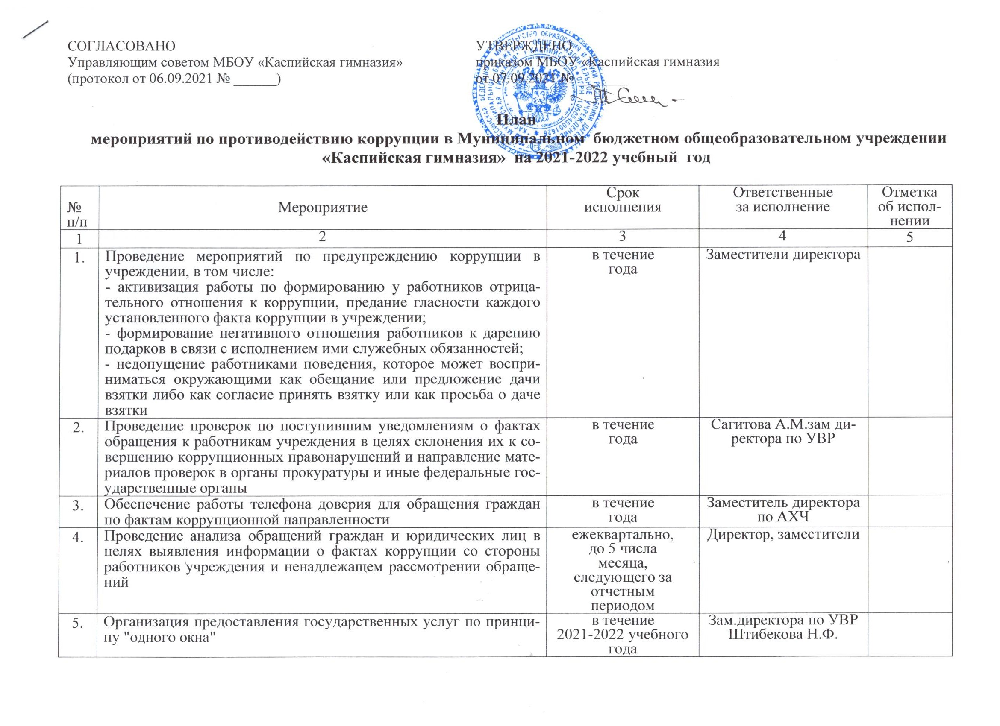 СОГЛАСОВАНО
Управляющим советом МБОУ «Каспийская гимназия»
(протокол от 06.09.2021 № ______)
УТВЕРЖДЕНО
приказом МБОУ «Каспийская гимназия
от 07.09.2021 № _______
План
мероприятий по противодействию коррупции в Муниципальном бюджетном общеобразовательном учреждении
«Каспийская гимназия» на 2021-2022 учебный год
№
п/п
Мероприятие
Срок
исполнения
Ответственные
за исполнение
Отметка
об испол-
нении
1
2
3
4
5
1.
Проведение мероприятий по предупреждению коррупции в
учреждении, в том числе:
- активизация работы по формированию у работников отрица-
тельного отношения к коррупции, предание гласности каждого
установленного факта коррупции в учреждении;
- формирование негативного отношения работников к дарению
подарков в связи с исполнением ими служебных обязанностей;
- недопущение работниками поведения, которое может воспри-
ниматься окружающими как обещание или предложение дачи
взятки либо как согласие принять взятку или как просьба о даче
взятки
в течение
года
Заместители директора
2.
Проведение проверок по поступившим уведомлениям о фактах
обращения к работникам учреждения в целях склонения их к со-
вершению коррупционных правонарушений и направление мате-
риалов проверок в органы прокуратуры и иные федеральные гос-
ударственные органы
в течение
года
Сагитова А.М.зам ди-
ректора по УВР
3.
Обеспечение работы телефона доверия для обращения граждан
по фактам коррупционной направленности
в течение
года
Заместитель директора
по АХЧ
4.
Проведение анализа обращений граждан и юридических лиц в
целях выявления информации о фактах коррупции со стороны
работников учреждения и ненадлежащем рассмотрении обраще-
ний
ежеквартально,
до 5 числа
месяца,
следующего за
отчетным
периодом
Директор, заместители
5.
Организация предоставления государственных услуг по принци-
пу "одного окна"
в течение
2021-2022 учебного
года
Зам.директора по УВР
Штибекова Н.Ф.